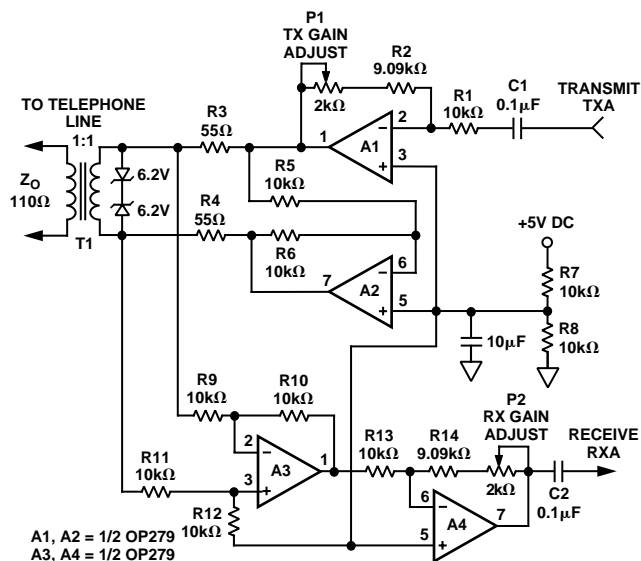 P1
TX GAIN
ADJUST
R2
9.09kΩ
2kΩ
R1
10kΩ
C1
0.1µF
TRANSMIT
TXA
TO TELEPHONE
LINE
1:1
R3
55Ω
1
A1
2
3
ZO
110Ω
6.2V
6.2V
T1
R5
10kΩ
R4
55Ω
R6
10kΩ
7
A2
6
5
+5V DC
R7
10kΩ
R8
10kΩ
10µF
R9
10kΩ
R10
10kΩ
2
3
A3
1
R11
10kΩ
R12
10kΩ
R13
10kΩ
R14
9.09kΩ
P2
RX GAIN
ADJUST
2kΩ
RECEIVE
RXA
C2
0.1µF
6
5
A4
7
A1, A2 = 1/2 OP279
A3, A4 = 1/2 OP279